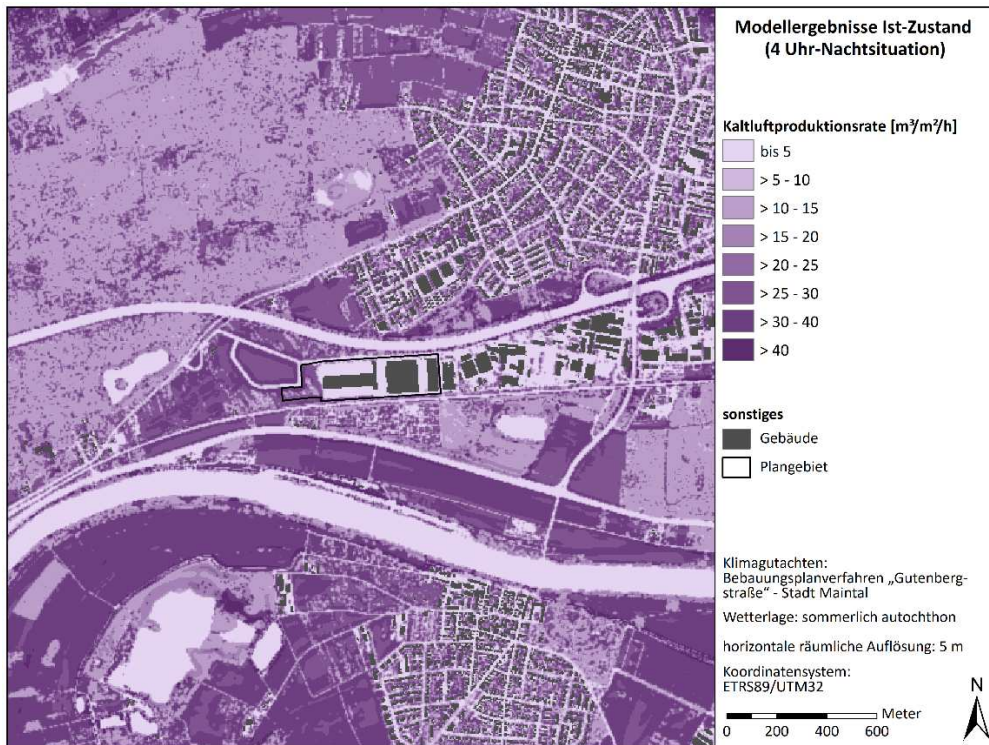 Modellergebnisse Ist-Zustand
(4 Uhr-Nachtsituation)
Kaltluftproduktionsrate [m³/m²/h]
bis 5
> 5 - 10
> 10 - 15
> 15 - 20
> 20 - 25
> 25 - 30
> 30 - 40
> 40
sonstiges
Gebäude
Plangebiet
Klimagutachten:
Bebauungsplanverfahren „Gutenberg-
straße“ - Stadt Maintal
Wetterlage: sommerlich autochthon
horizontale räumliche Auflösung: 5 m
Koordinatensystem:
ETRS89/UTM32
N
Meter
0 200 400 600